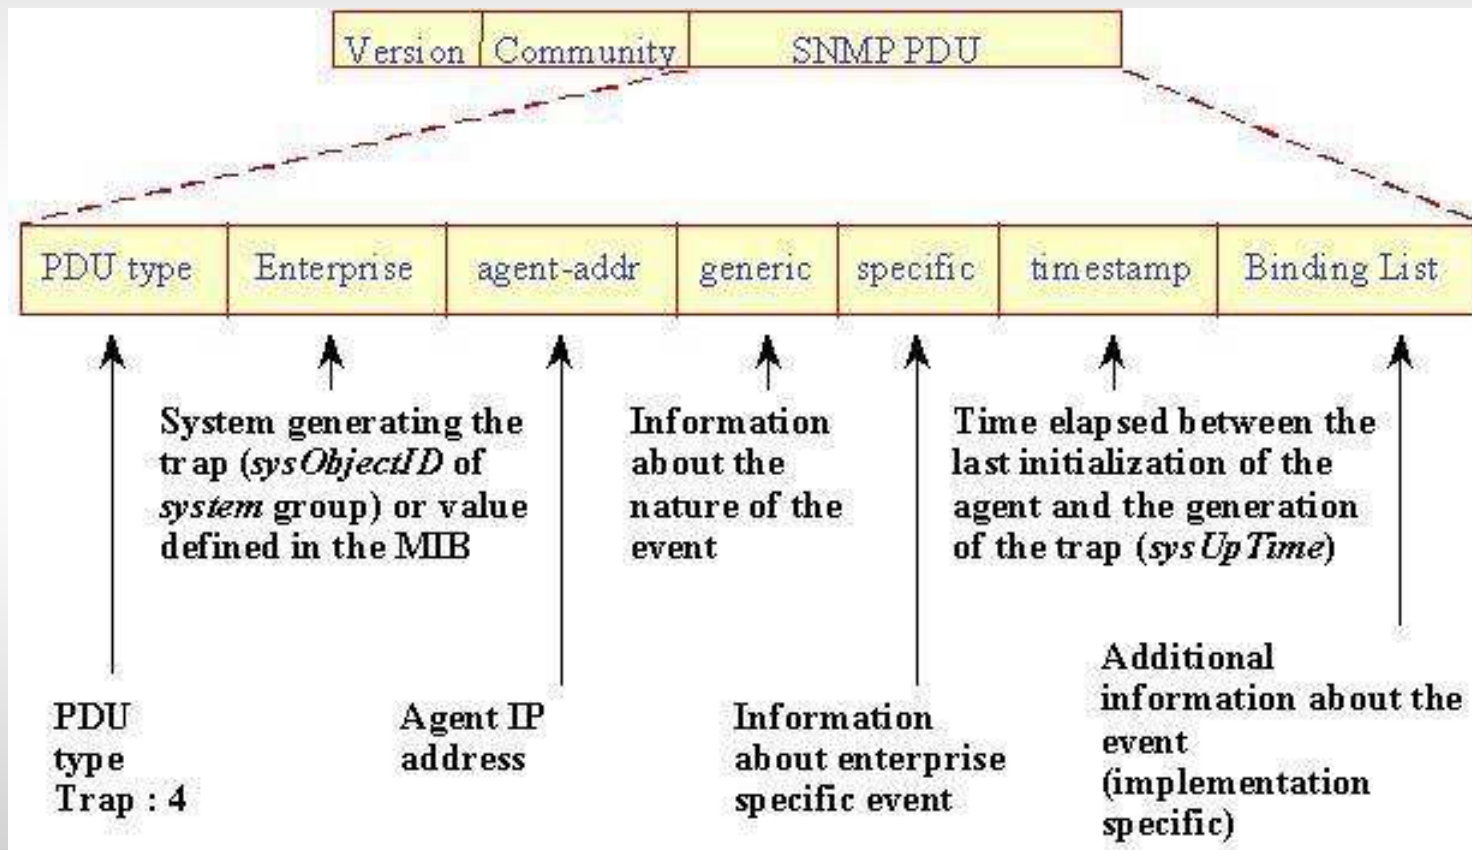 Version Community SNMP PDU
PDU type Enterprise agent-addr generic specific timestamp Binding List
System generating the
trap (sysObjectID of
system group) or value
defined in the MIB
Information
about the
nature of the
event
Time elapsed between the
last initialization of the
agent and the generation
of the trap (sysUpTime)
PDU
type
Trap : 4
Agent IP
address
Information
about enterprise
specific event
Additional
information about the
event
(implementation
specific)